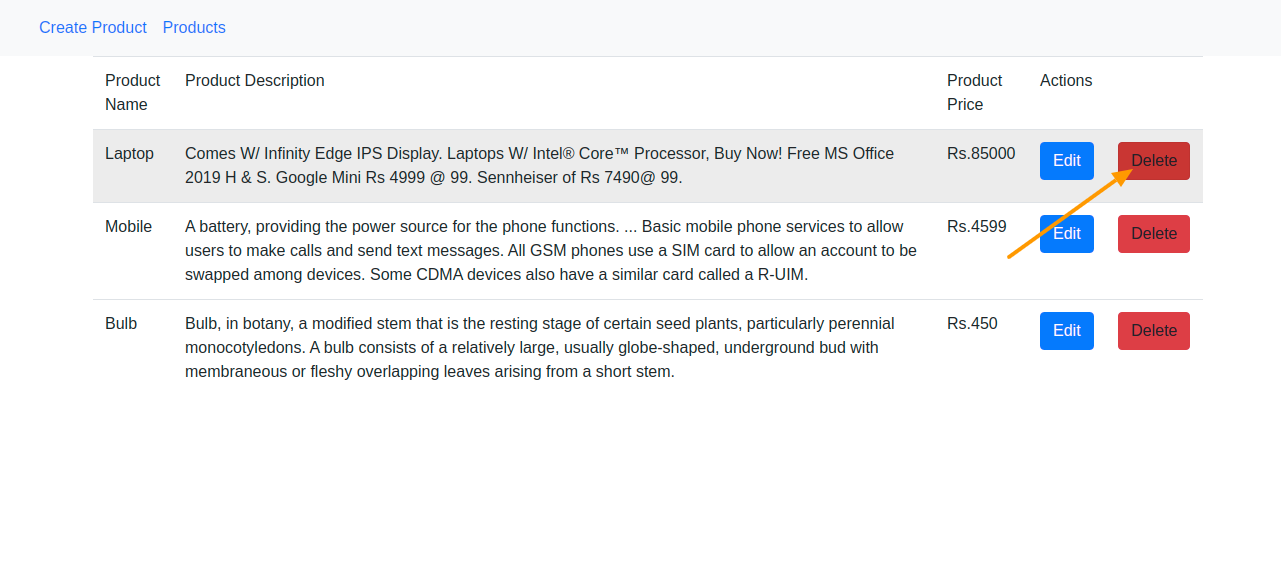 Create Product Products
Product Name Product Description Product Price Actions
Laptop Comes W/ Infinity Edge IPS Display. Laptops W/ Intel® Core™ Processor, Buy Now! Free MS Office Rs.85000 Edit Delete
2019 H & S. Google Mini Rs 4999 @ 99. Sennheiser of Rs 7490@ 99.
Mobile A battery, providing the power source for the phone functions. ... Basic mobile phone services to allow Rs.4599 Edit Delete
users to make calls and send text messages. All GSM phones use a SIM card to allow an account to be
swapped among devices. Some CDMA devices also have a similar card called a R-UIM.
Bulb Bulb, in botany, a modified stem that is the resting stage of certain seed plants, particularly perennial Rs.450 Edit Delete
monocotyledons. A bulb consists of a relatively large, usually globe-shaped, underground bud with
membraneous or fleshy overlapping leaves arising from a short stem.